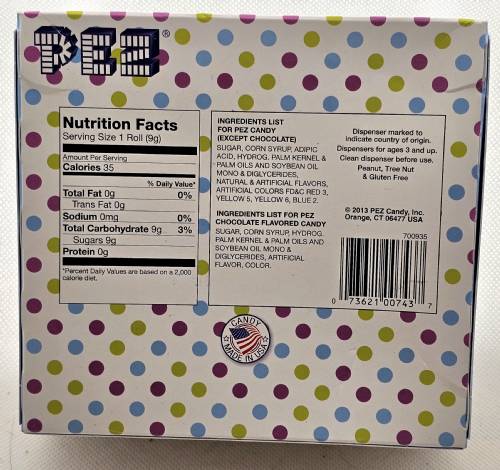 PEZ®
Nutrition Facts
Serving Size 1 Roll (9g)
Amount Per Serving
Calories 35
% Daily Value*
Total Fat 0g 0%
Trans Fat 0g
Sodium 0mg 0%
Total Carbohydrate 9g 3%
Sugars 9g
Protein 0g
*Percent Daily Values are based on a 2,000
calorie diet.
INGREDIENTS LIST
FOR PEZ CANDY
(EXCEPT CHOCOLATE)
SUGAR, CORN SYRUP, ADIPIC
ACID, HYDROG. PALM KERNEL &
PALM OILS AND SOYBEAN OIL
MONO & DIGLYCERIDES,
NATURAL & ARTIFICIAL FLAVORS,
ARTIFICIAL COLORS FD&C RED 3,
YELLOW 5, YELLOW 6, BLUE 2.
INGREDIENTS LIST FOR PEZ
CHOCOLATE FLAVORED CANDY
SUGAR, CORN SYRUP, HYDROG.
PALM KERNEL & PALM OILS AND
SOYBEAN OIL MONO &
DIGLYCERIDES, ARTIFICIAL
FLAVOR, COLOR.
Dispenser marked to
indicate country of origin.
Dispensers for ages 3 and up.
Clean dispenser before use.
Peanut, Tree Nut
& Gluten Free
© 2013 PEZ Candy, Inc.
Orange, CT 06477 USA
700935
0 73621 00743 7
CANDY
MADE IN USA